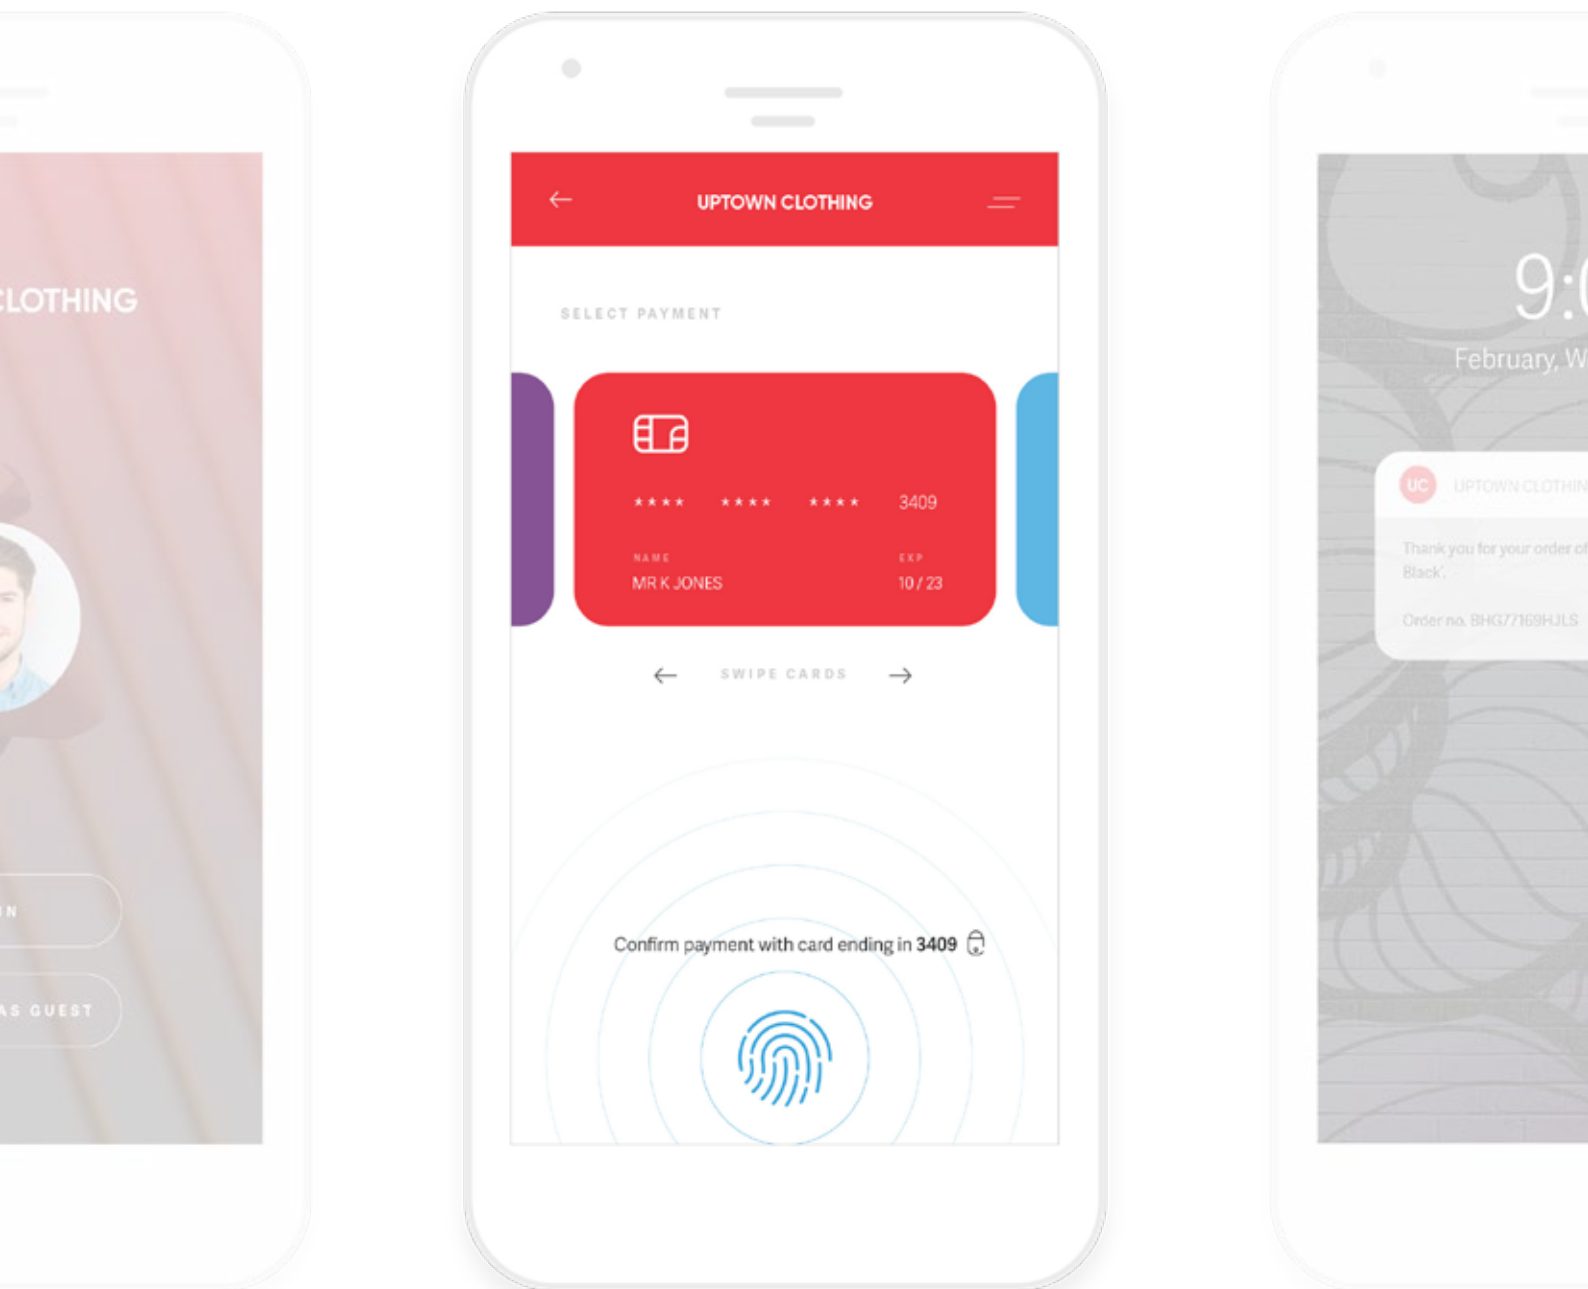 CLOTHING
IN
AS GUEST
UPTOWN CLOTHING
SELECT PAYMENT
**** **** **** 3409
NAME EXP
MR K JONES 10 / 23
SWIPE CARDS
Confirm payment with card ending in 3409
9:0
February, W
UC UPTOWN CLOTHIN
Thank you for your order of
Black'.
Order no. BHG77169HJLS